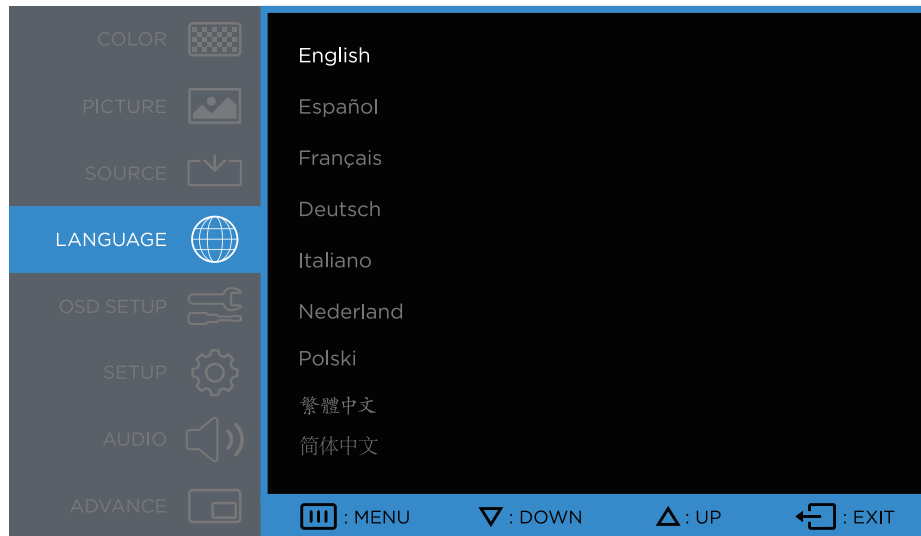 COLOR
PICTURE
SOURCE
LANGUAGE
OSD SETUP
SETUP
AUDIO
ADVANCE
English
Español
Français
Deutsch
Italiano
Nederland
Polski
繁體中文
简体中文
: MENU : DOWN : UP : EXIT